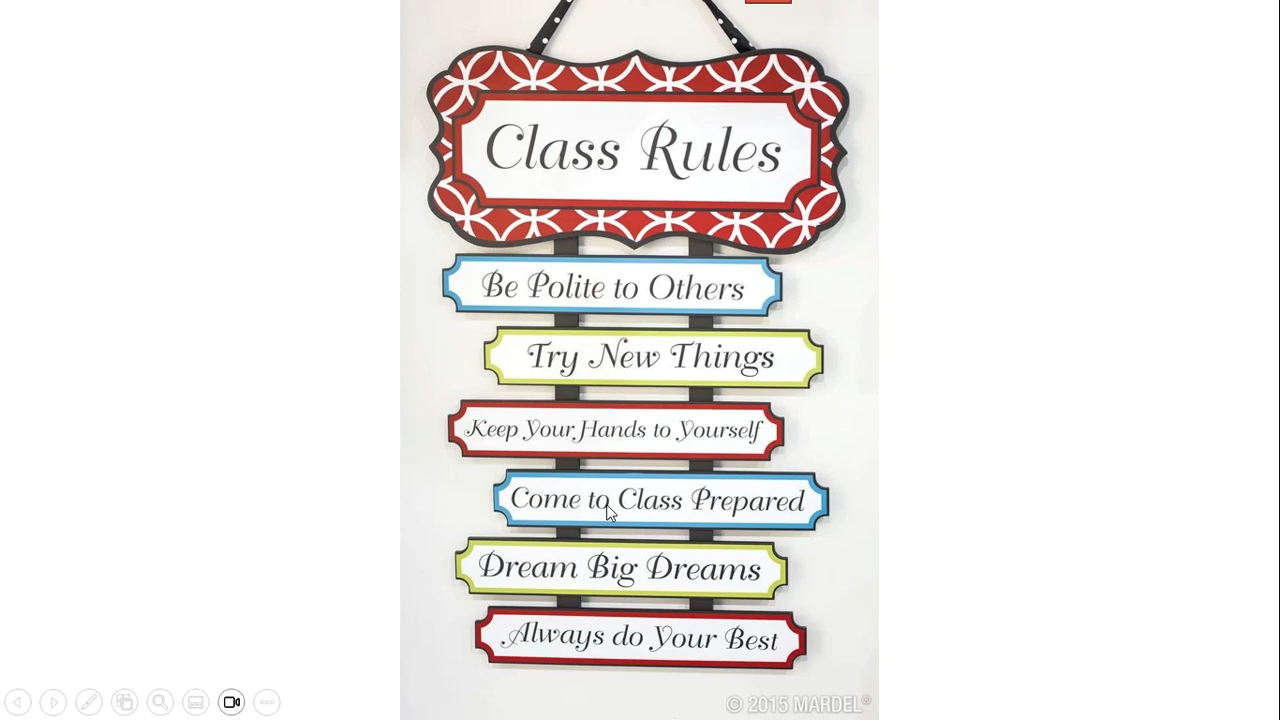 Class Rules
Be Polite to Others
Try New Things
Keep Your Hands to Yourself
Come to Class Prepared
Dream Big Dreams
Always do Your Best
© 2015 MARDEL®